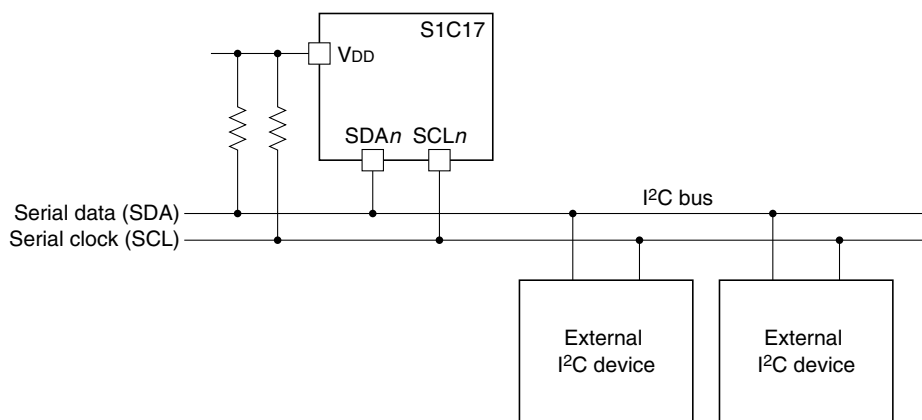 S1C17
VDD
SDAn SCLn
I²C bus
Serial data (SDA)
Serial clock (SCL)
External
I²C device
External
I²C device